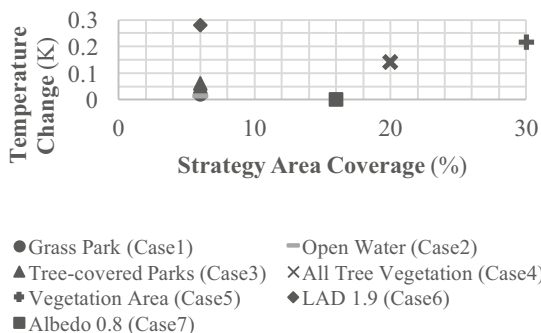 Temperature
Change (K)
0.3
0.2
0.1
0
0 10 20 30
Strategy Area Coverage (%)
Grass Park (Case1) Open Water (Case2)
Tree-covered Parks (Case3) All Tree Vegetation (Case4)
Vegetation Area (Case5) LAD 1.9 (Case6)
Albedo 0.8 (Case7)